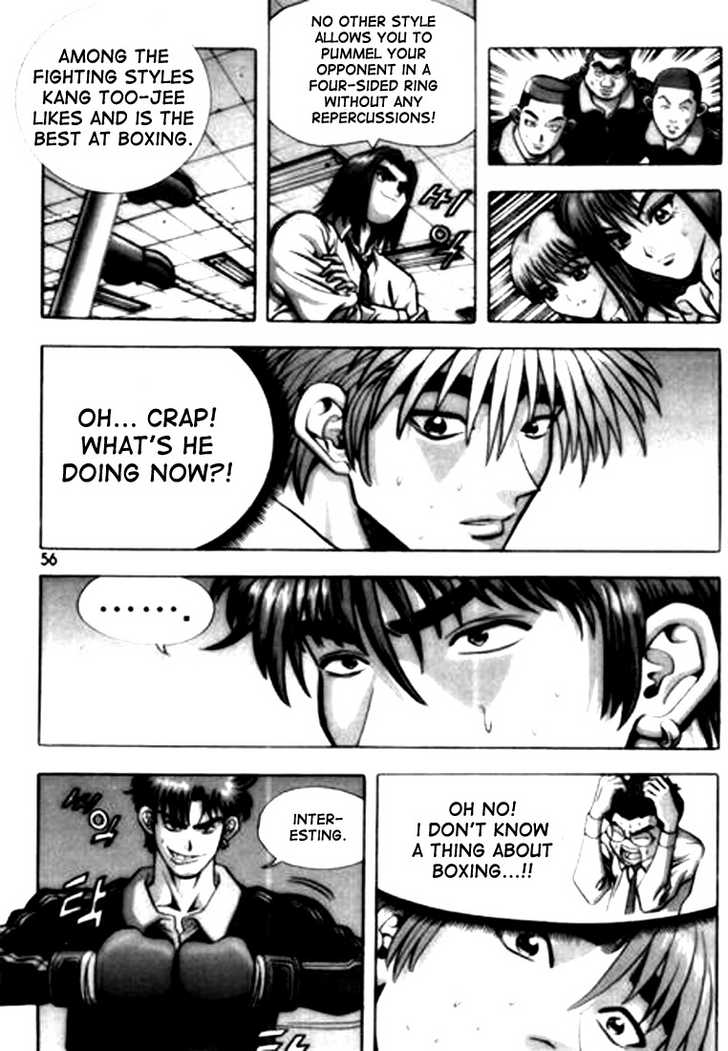 AMONG THE
FIGHTING STYLES
KANG TOO-JEE
LIKES AND IS THE
BEST AT BOXING.
NO OTHER STYLE
ALLOWS YOU TO
PUMMEL YOUR
OPPONENT IN A
FOUR-SIDED RING
WITHOUT ANY
REPERCUSSIONS!
OH... CRAP!
WHAT'S HE
DOING NOW?!
56
.......
INTER-
ESTING.
OH NO!
I DON'T KNOW
A THING ABOUT
BOXING...!!